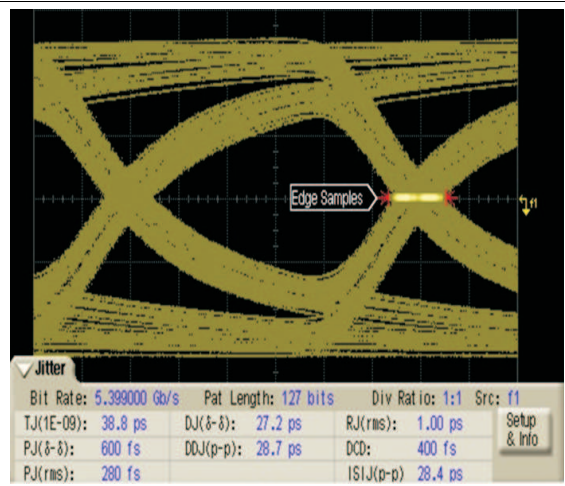 Edge Samples
f1
Jitter
Bit Rate: 5.399000 Gb/s Pat Length: 127 bits Div Ratio: 1:1 Src: f1
TJ(1E-09): 38.8 ps DJ(δ-δ): 27.2 ps RJ(rms): 1.00 ps
Setup & Info
PJ(δ-δ): 600 fs DDJ(p-p): 28.7 ps DCD: 400 fs
PJ(rms): 280 fs ISIJ(p-p) 28.4 ps